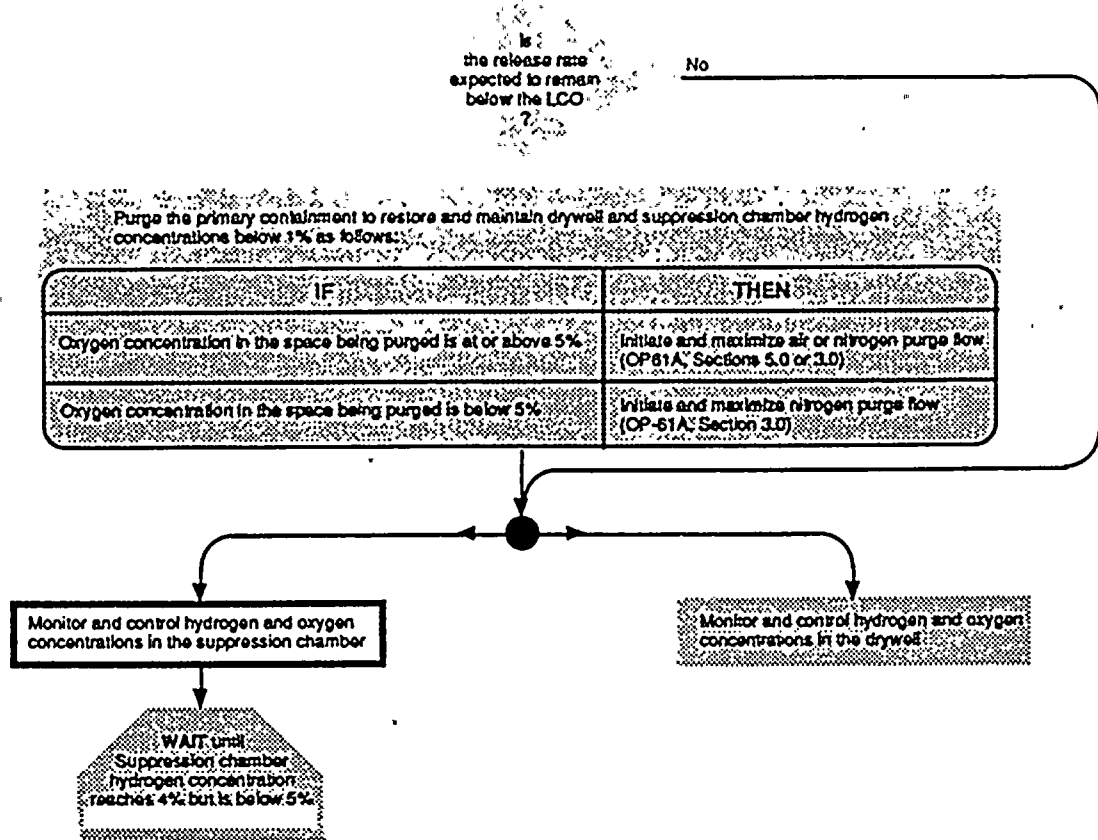 Is
the release rate
expected to remain
below the LCO
?
No
Purge the primary containment to restore and maintain drywell and suppression chamber hydrogen
concentrations below 1% as follows:
IF
THEN
Oxygen concentration in the space being purged is at or above 5%
Initiate and maximize air or nitrogen purge flow
(OP61A, Sections 5.0 or 3.0)
Oxygen concentration in the space being purged is below 5%
Initiate and maximize nitrogen purge flow
(OP-61A, Section 3.0)
Monitor and control hydrogen and oxygen
concentrations in the suppression chamber
Monitor and control hydrogen and oxygen
concentrations in the drywell
WAIT until
Suppression chamber
hydrogen concentration
reaches 4% but is below 5%